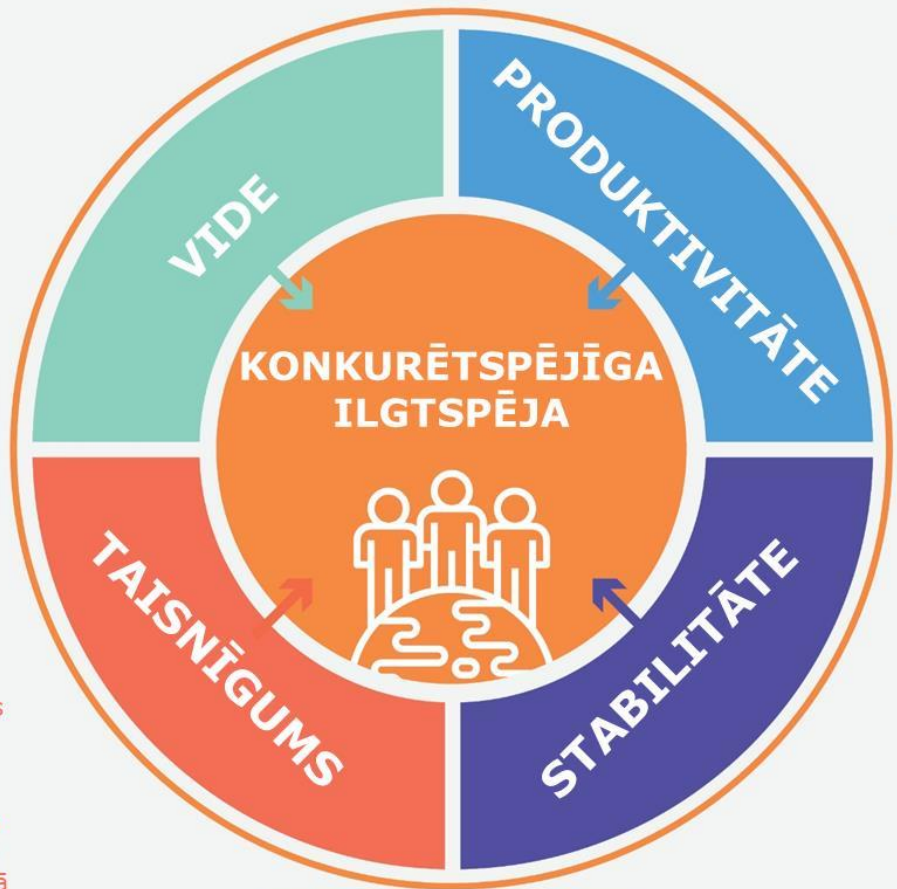 VIDE
PRODUKTIVITĀTE
KONKURĒTSPĒJĪGA
ILGTSPĒJA
TAISNĪGUMS
STABILITĀTE